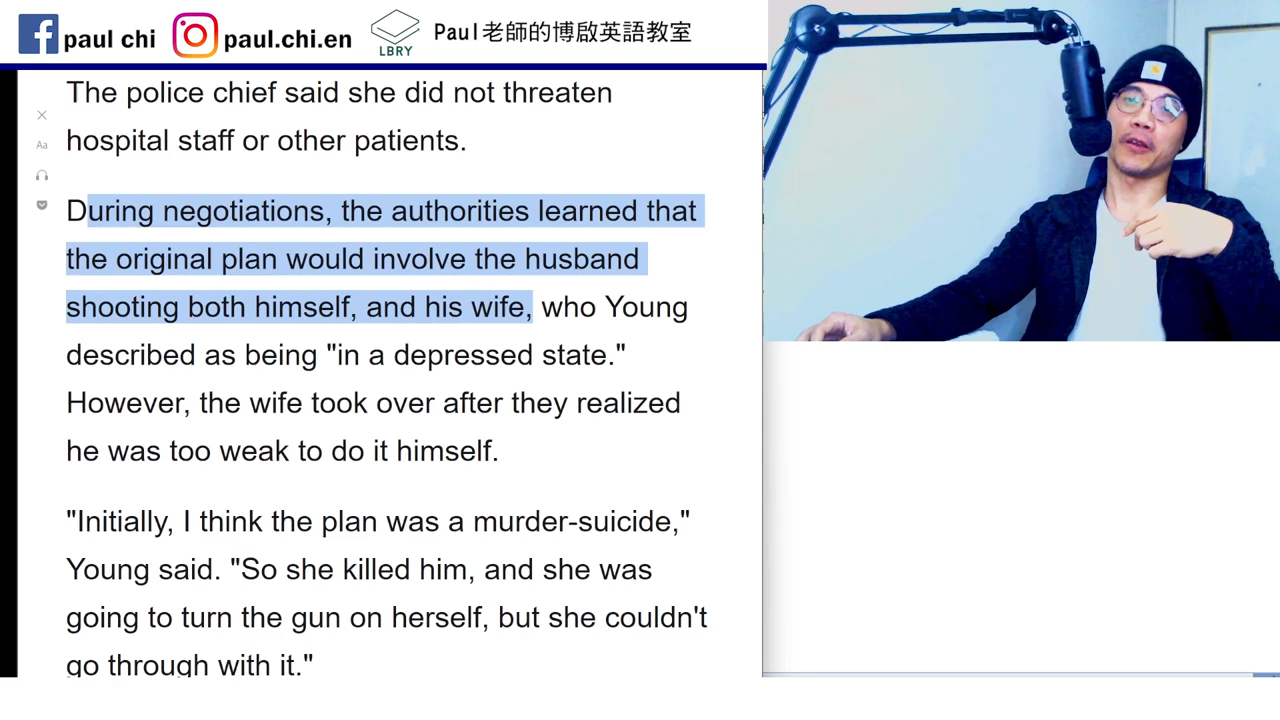 paul chi
paul.chi.en
LBRY
Paul老師的博啟英語教室
The police chief said she did not threaten
hospital staff or other patients.
Aa
During negotiations, the authorities learned that
the original plan would involve the husband
shooting both himself, and his wife, who Young
described as being "in a depressed state."
However, the wife took over after they realized
he was too weak to do it himself.
"Initially, I think the plan was a murder-suicide,"
Young said. "So she killed him, and she was
going to turn the gun on herself, but she couldn't
go through with it."